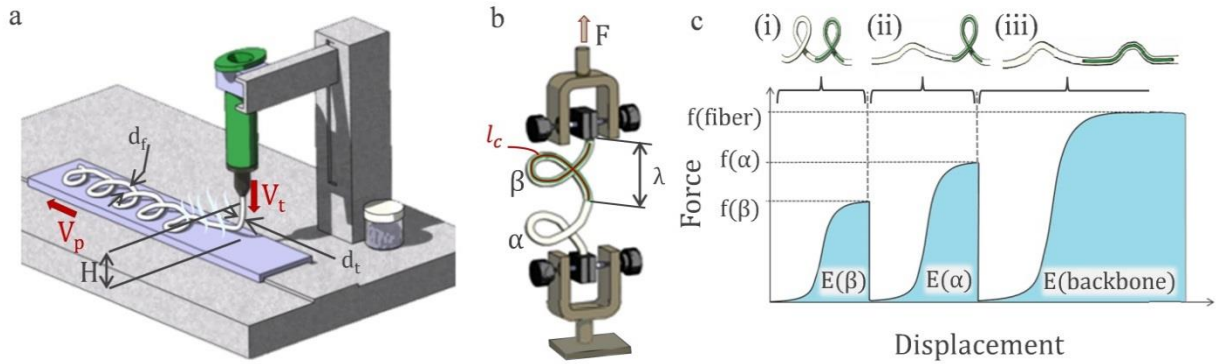 a
d_f
V_t
V_p
H
d_t
b
F
l_c
β
λ
α
c
(i)
(ii)
(iii)
f(fiber)
f(α)
f(β)
Force
E(β)
E(α)
E(backbone)
Displacement